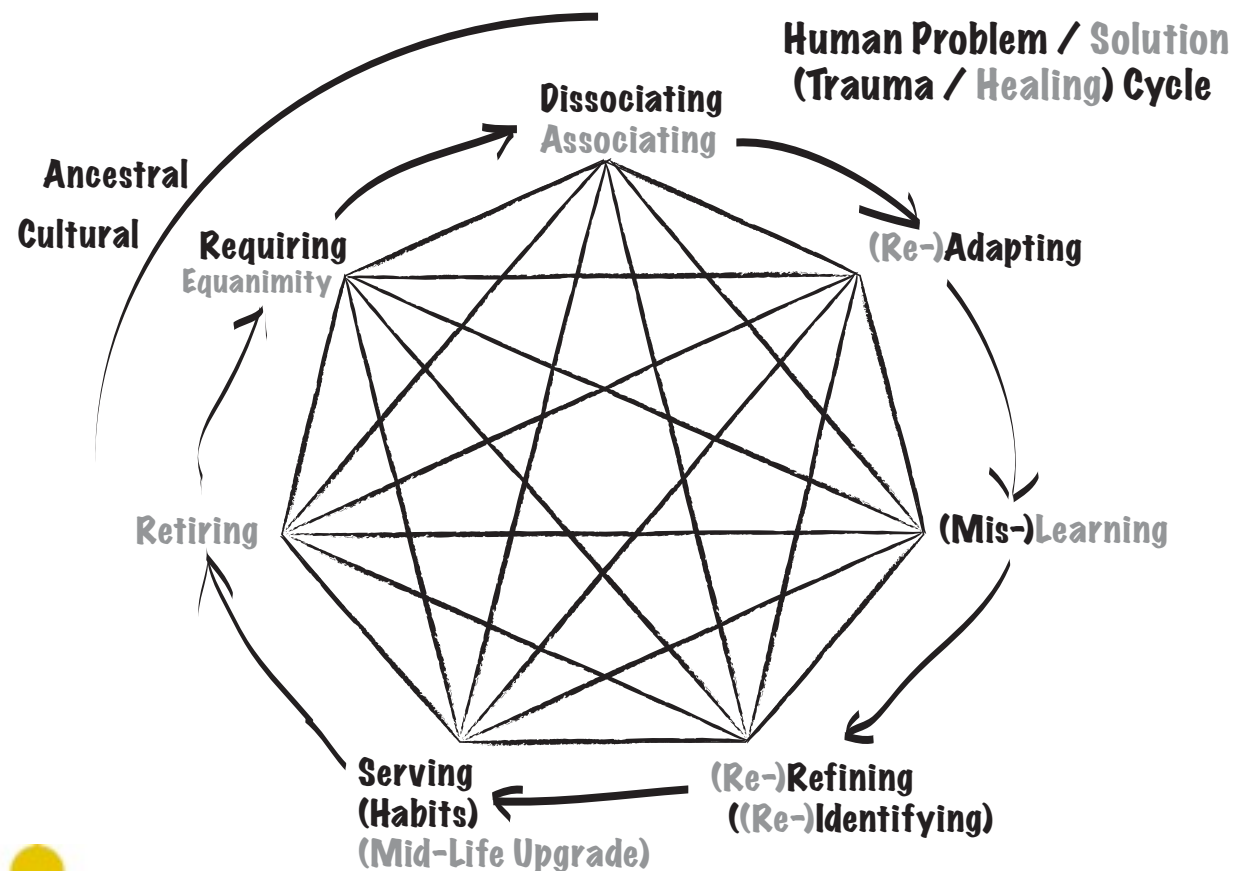 Human Problem / Solution
(Trauma / Healing) Cycle
Dissociating
Associating
Ancestral
Cultural
Requiring
Equanimity
(Re-)Adapting
Retiring
(Mis-)Learning
Serving
(Habits)
(Mid-Life Upgrade)
(Re-)Refining
((Re-)Identifying)